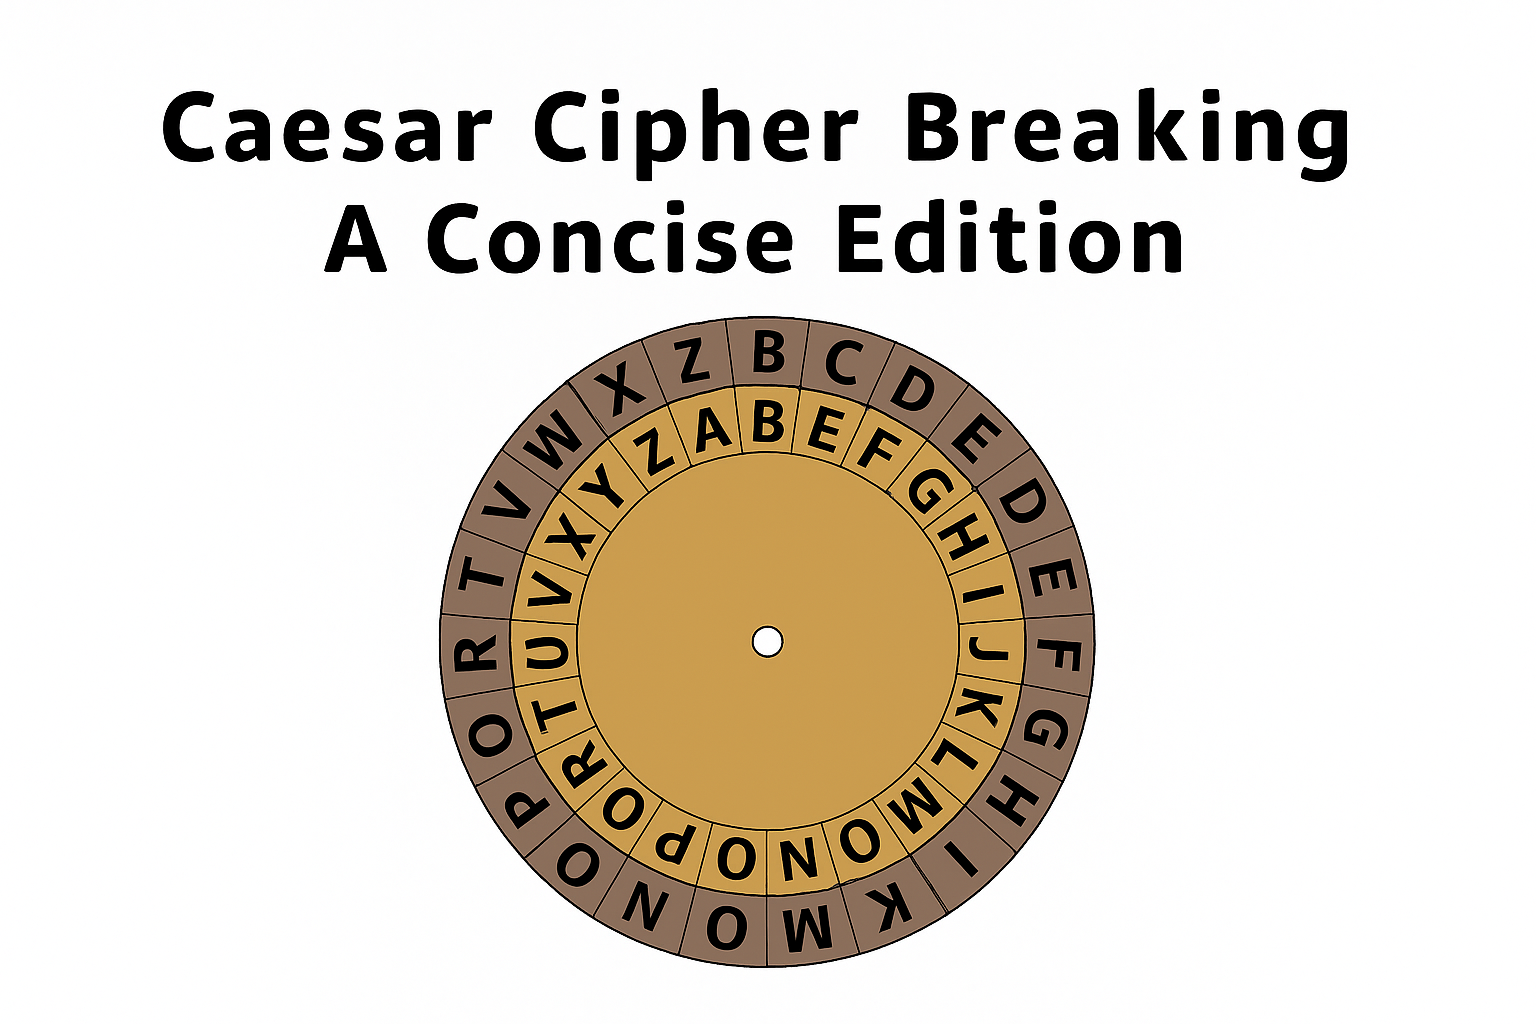 Caesar Cipher Breaking
A Concise Edition
B C D E D E F G H I K M O N O P O R T V W X Z
B E F G H I J K L M O N O P O R T U V X Y Z A